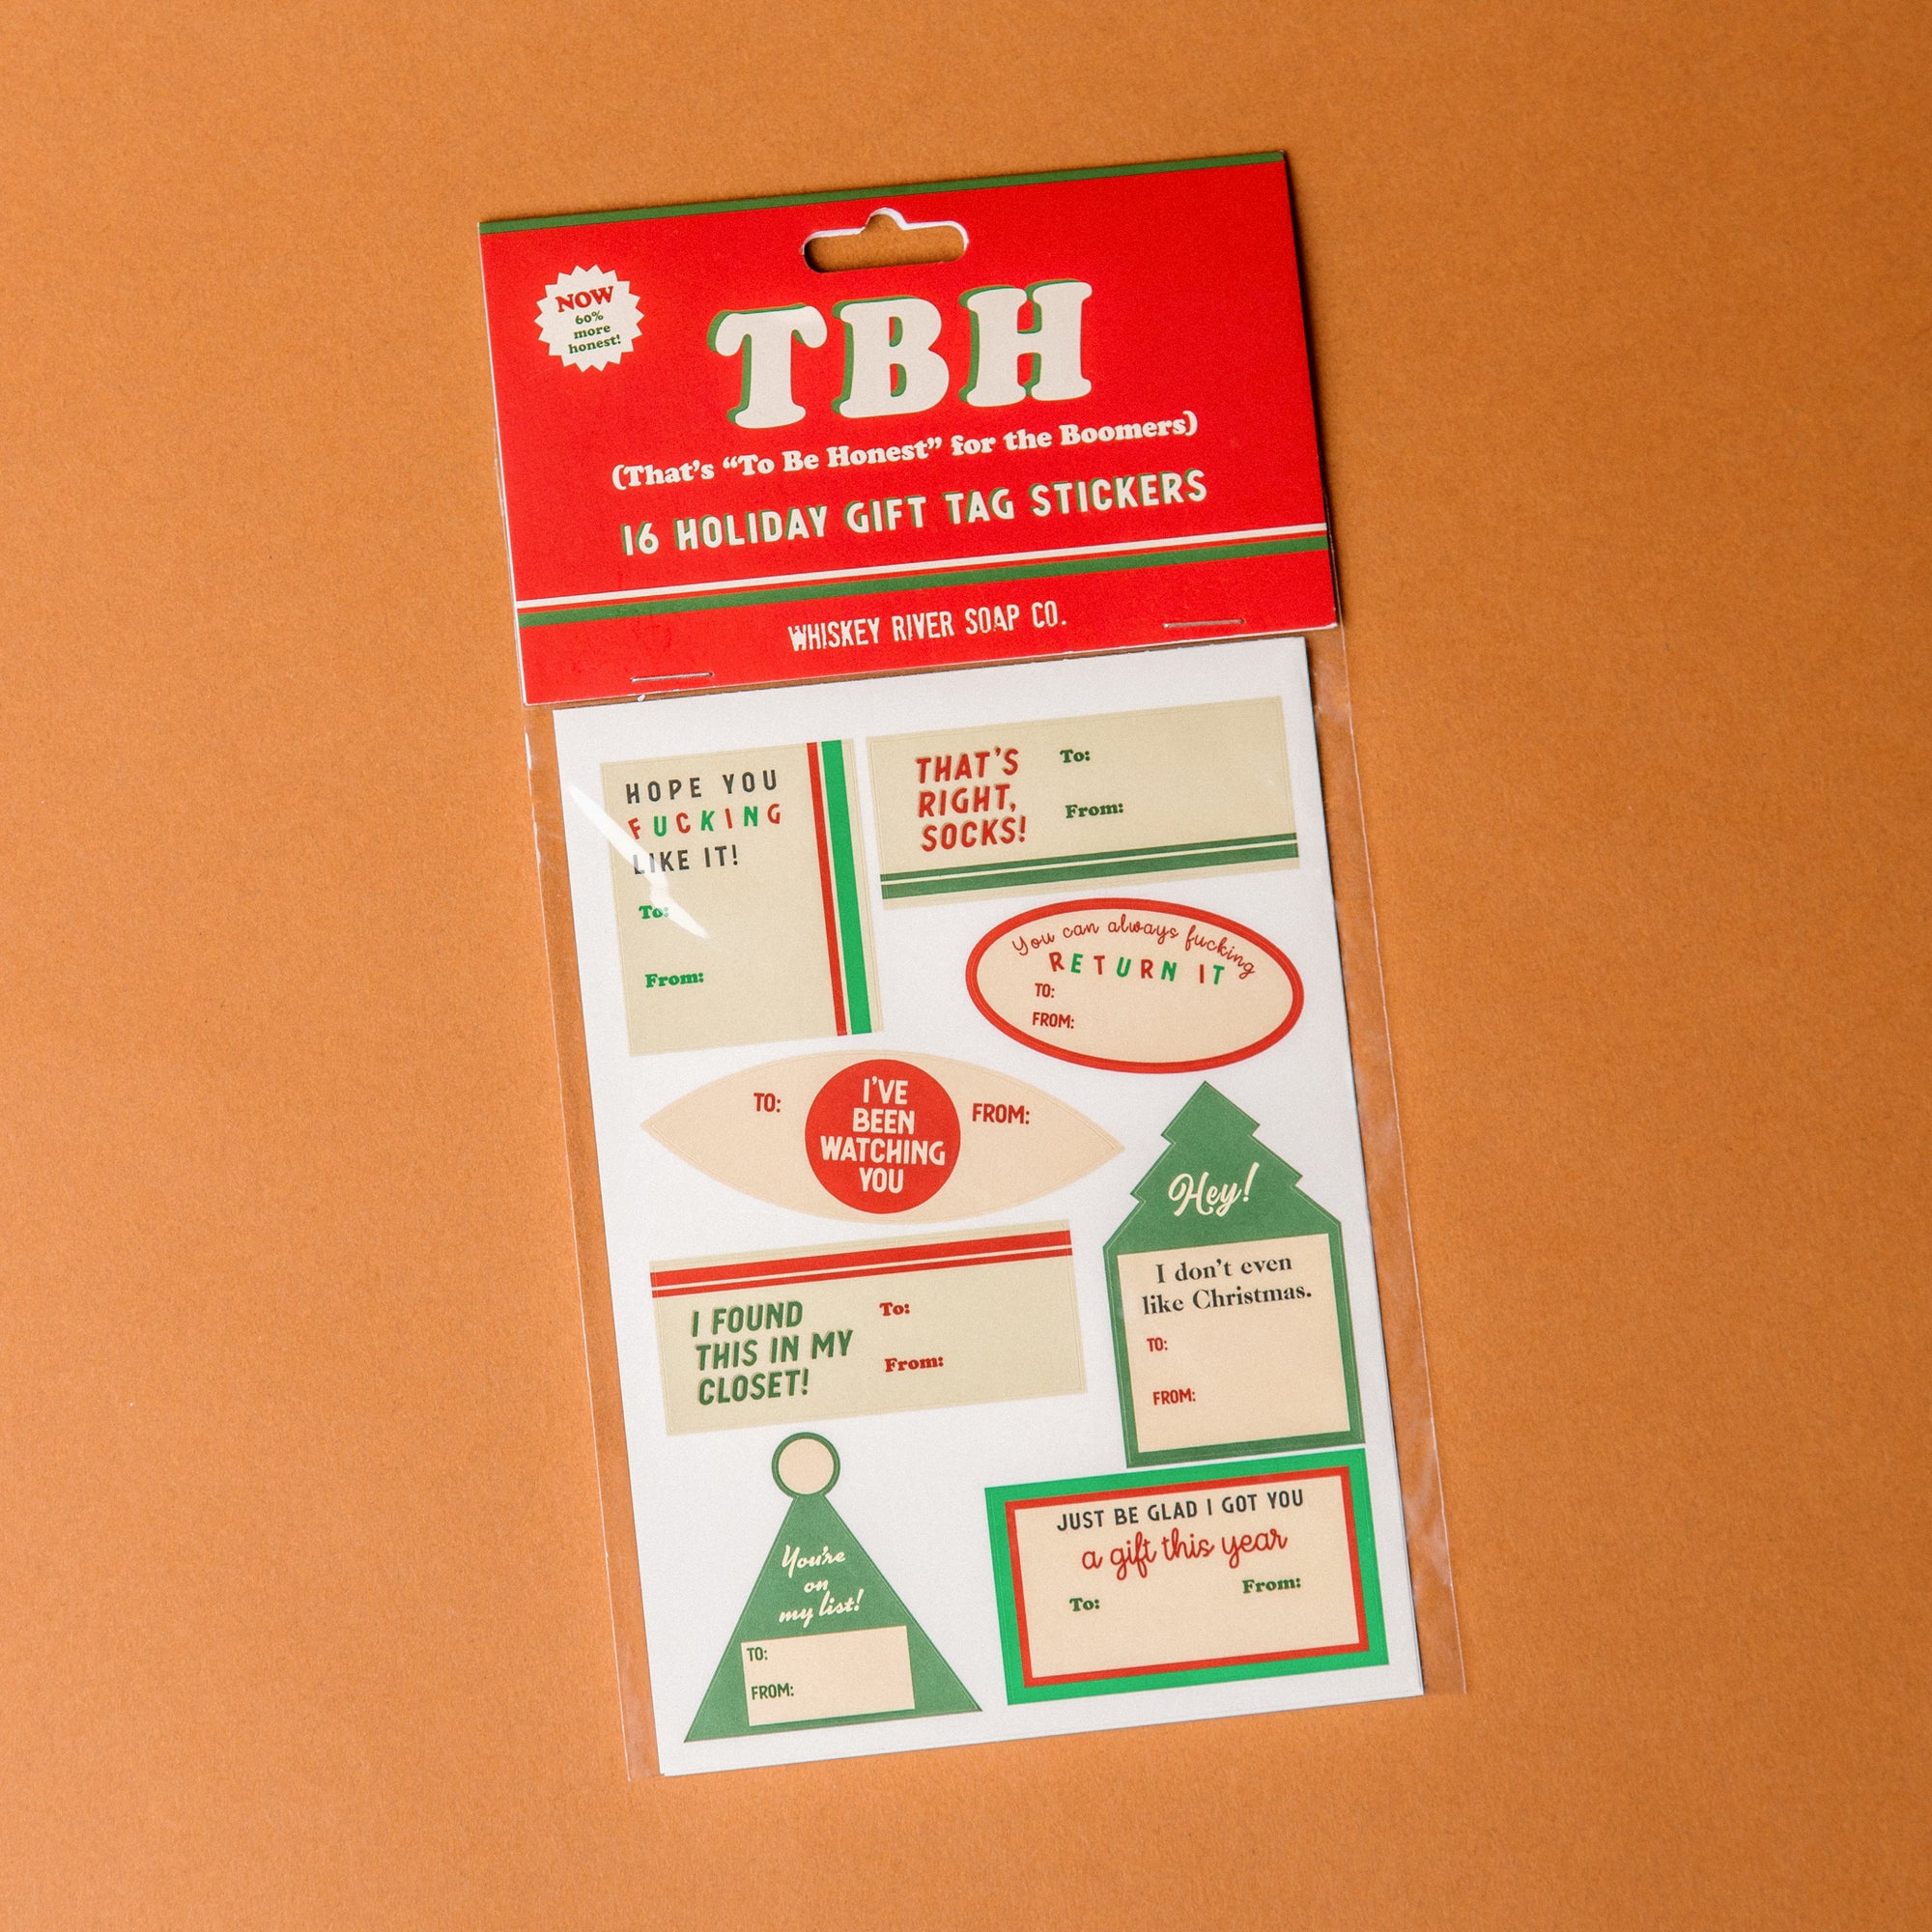 NOW
60%
more
honest!
TBH
(That's “To Be Honest” for the Boomers)
16 HOLIDAY GIFT TAG STICKERS
WHISKEY RIVER SOAP CO.
HOPE YOU
FUCKING
LIKE IT!
To:
From:
THAT'S
RIGHT,
SOCKS!
To:
From:
You can always fucking
RETURN IT
TO:
FROM:
TO:
I'VE
BEEN
WATCHING
YOU
FROM:
Hey!
I don't even
like Christmas.
TO:
FROM:
I FOUND
THIS IN MY
CLOSET!
To:
From:
You're
on
my list!
TO:
FROM:
JUST BE GLAD I GOT YOU
a gift this year
To:
From: